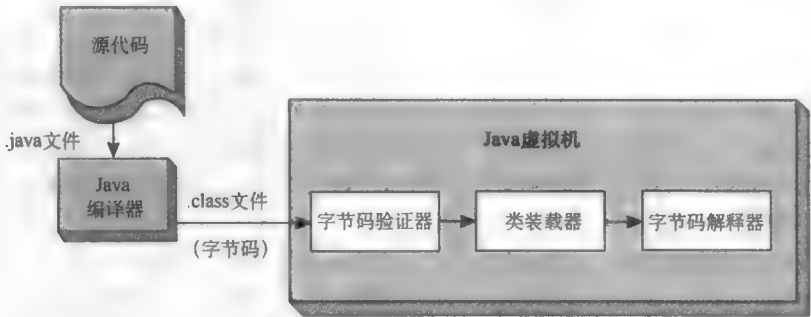 源代码
.java文件
Java虚拟机
Java
编译器
.class文件
(字节码)
字节码验证器
类装载器
字节码解释器